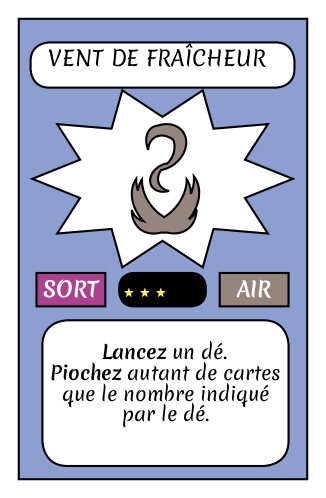 VENT DE FRAÎCHEUR
SORT
AIR
Lancez un dé.
Piochez autant de cartes
que le nombre indiqué
par le dé.